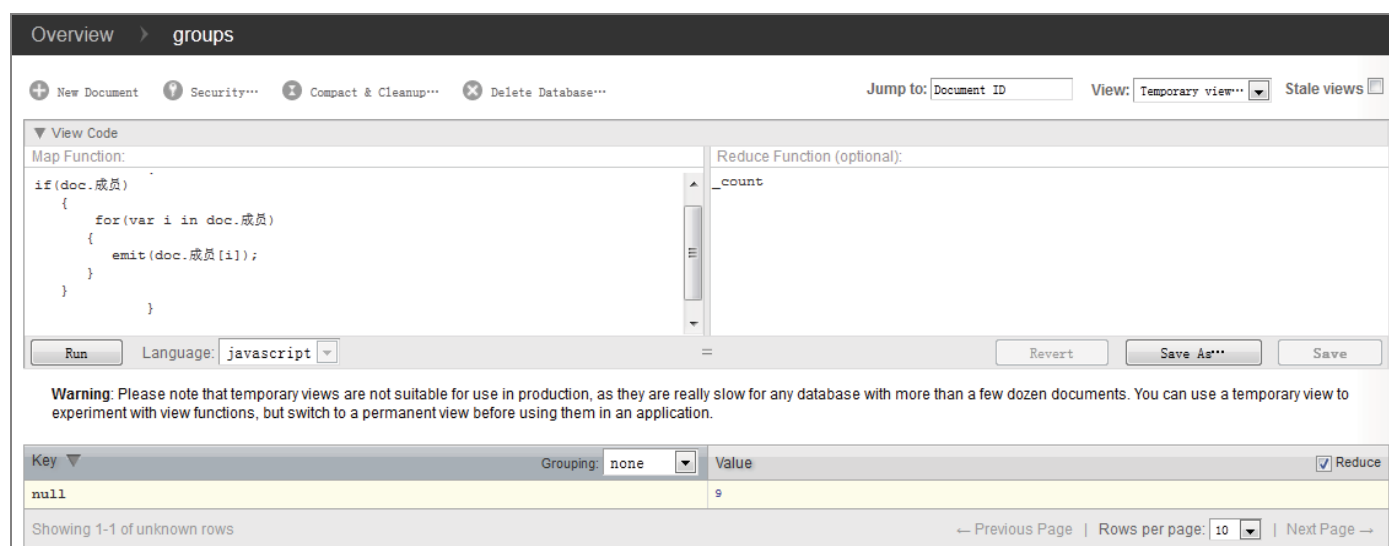 Overview groups
New Document Security… Compact & Cleanup… Delete Database… Jump to: Document ID View: Temporary view… Stale views
View Code
Map Function: Reduce Function (optional):
if(doc.成员) _count
{
for(var i in doc.成员)
{
emit(doc.成员[i]);
}
}
}
Run Language: javascript = Revert Save As… Save
Warning: Please note that temporary views are not suitable for use in production, as they are really slow for any database with more than a few dozen documents. You can use a temporary view to
experiment with view functions, but switch to a permanent view before using them in an application.
Key Grouping: none Value Reduce
null 9
Showing 1-1 of unknown rows ← Previous Page | Rows per page: 10 | Next Page →